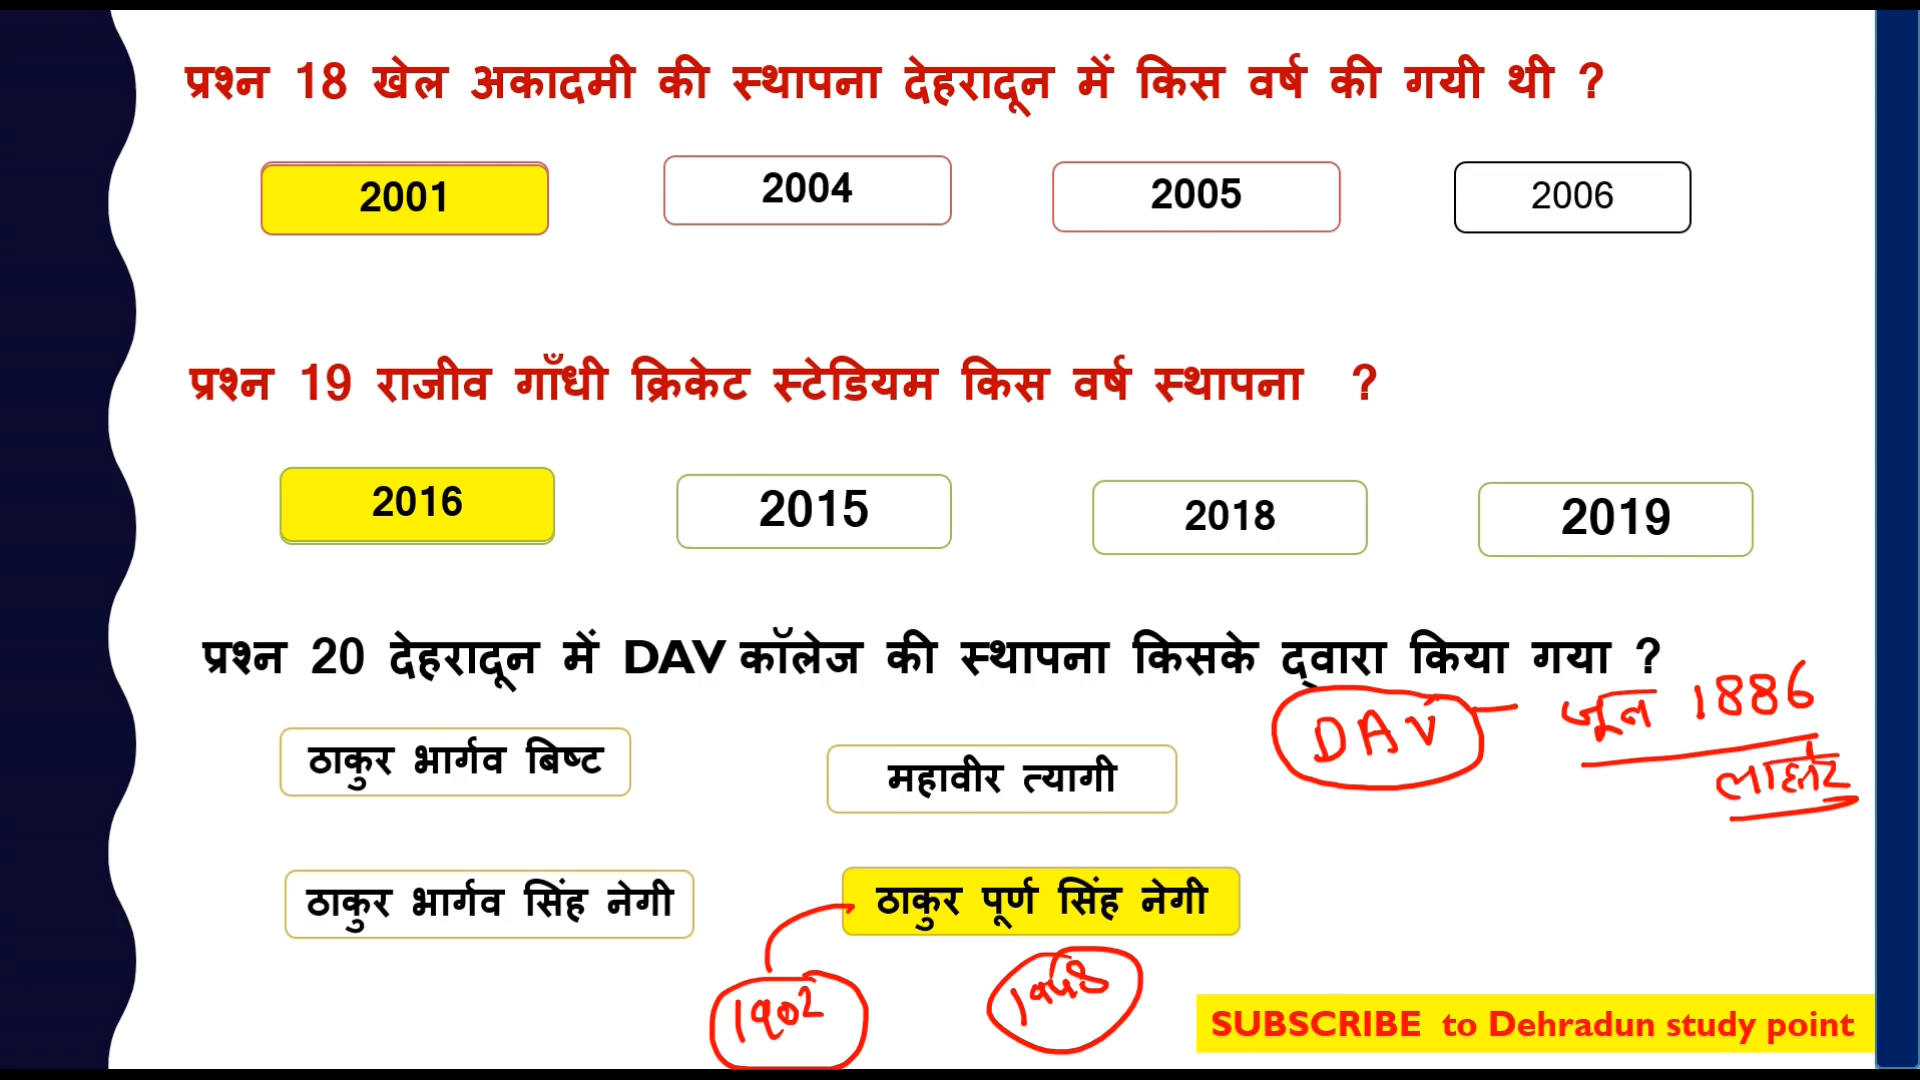 प्रश्न 18 खेल अकादमी की स्थापना देहरादून में किस वर्ष की गयी थी ?
2001 2004 2005 2006
प्रश्न 19 राजीव गाँधी क्रिकेट स्टेडियम किस वर्ष स्थापना ?
2016 2015 2018 2019
प्रश्न 20 देहरादून में DAV कॉलेज की स्थापना किसके द्वारा किया गया ?
DAV - जून 1886
लाहौर
ठाकुर भार्गव बिष्ट महावीर त्यागी
ठाकुर भार्गव सिंह नेगी ठाकुर पूर्ण सिंह नेगी
1902
SUBSCRIBE to Dehradun study point